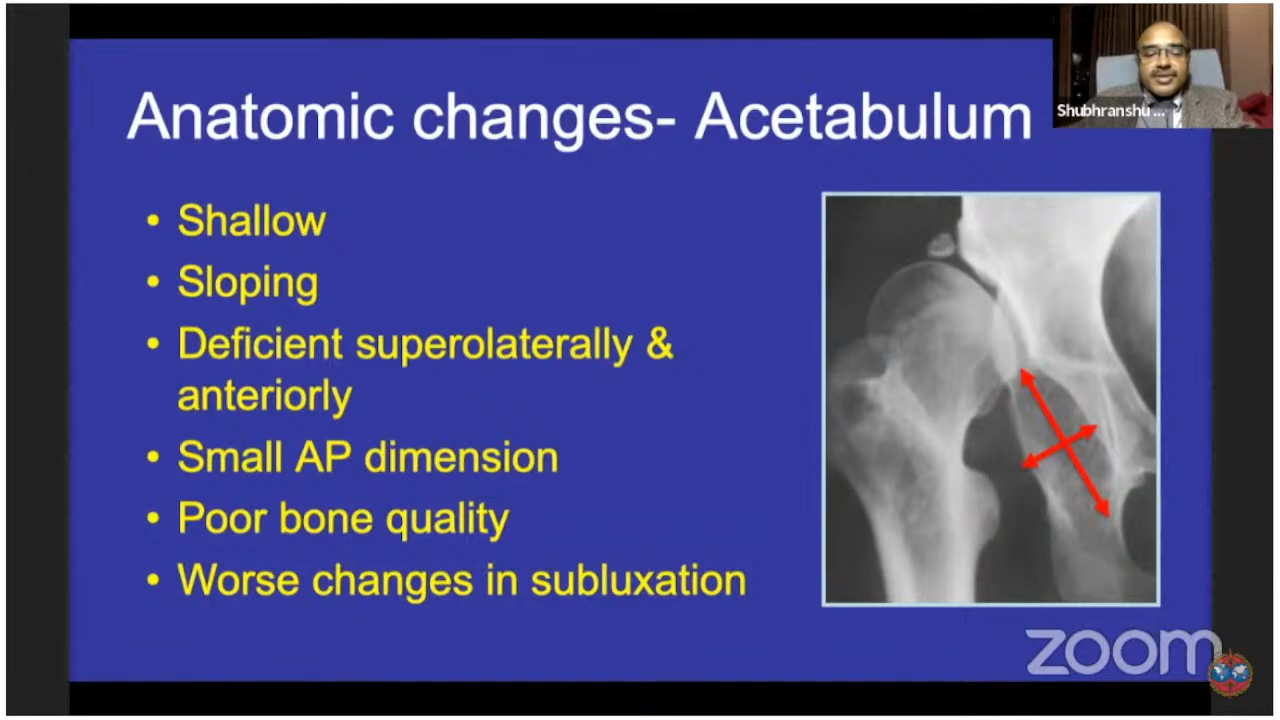 Anatomic changes- Acetabulum
Shubhranshu ...
• Shallow
• Sloping
• Deficient superolaterally &
anteriorly
• Small AP dimension
• Poor bone quality
• Worse changes in subluxation
zoom